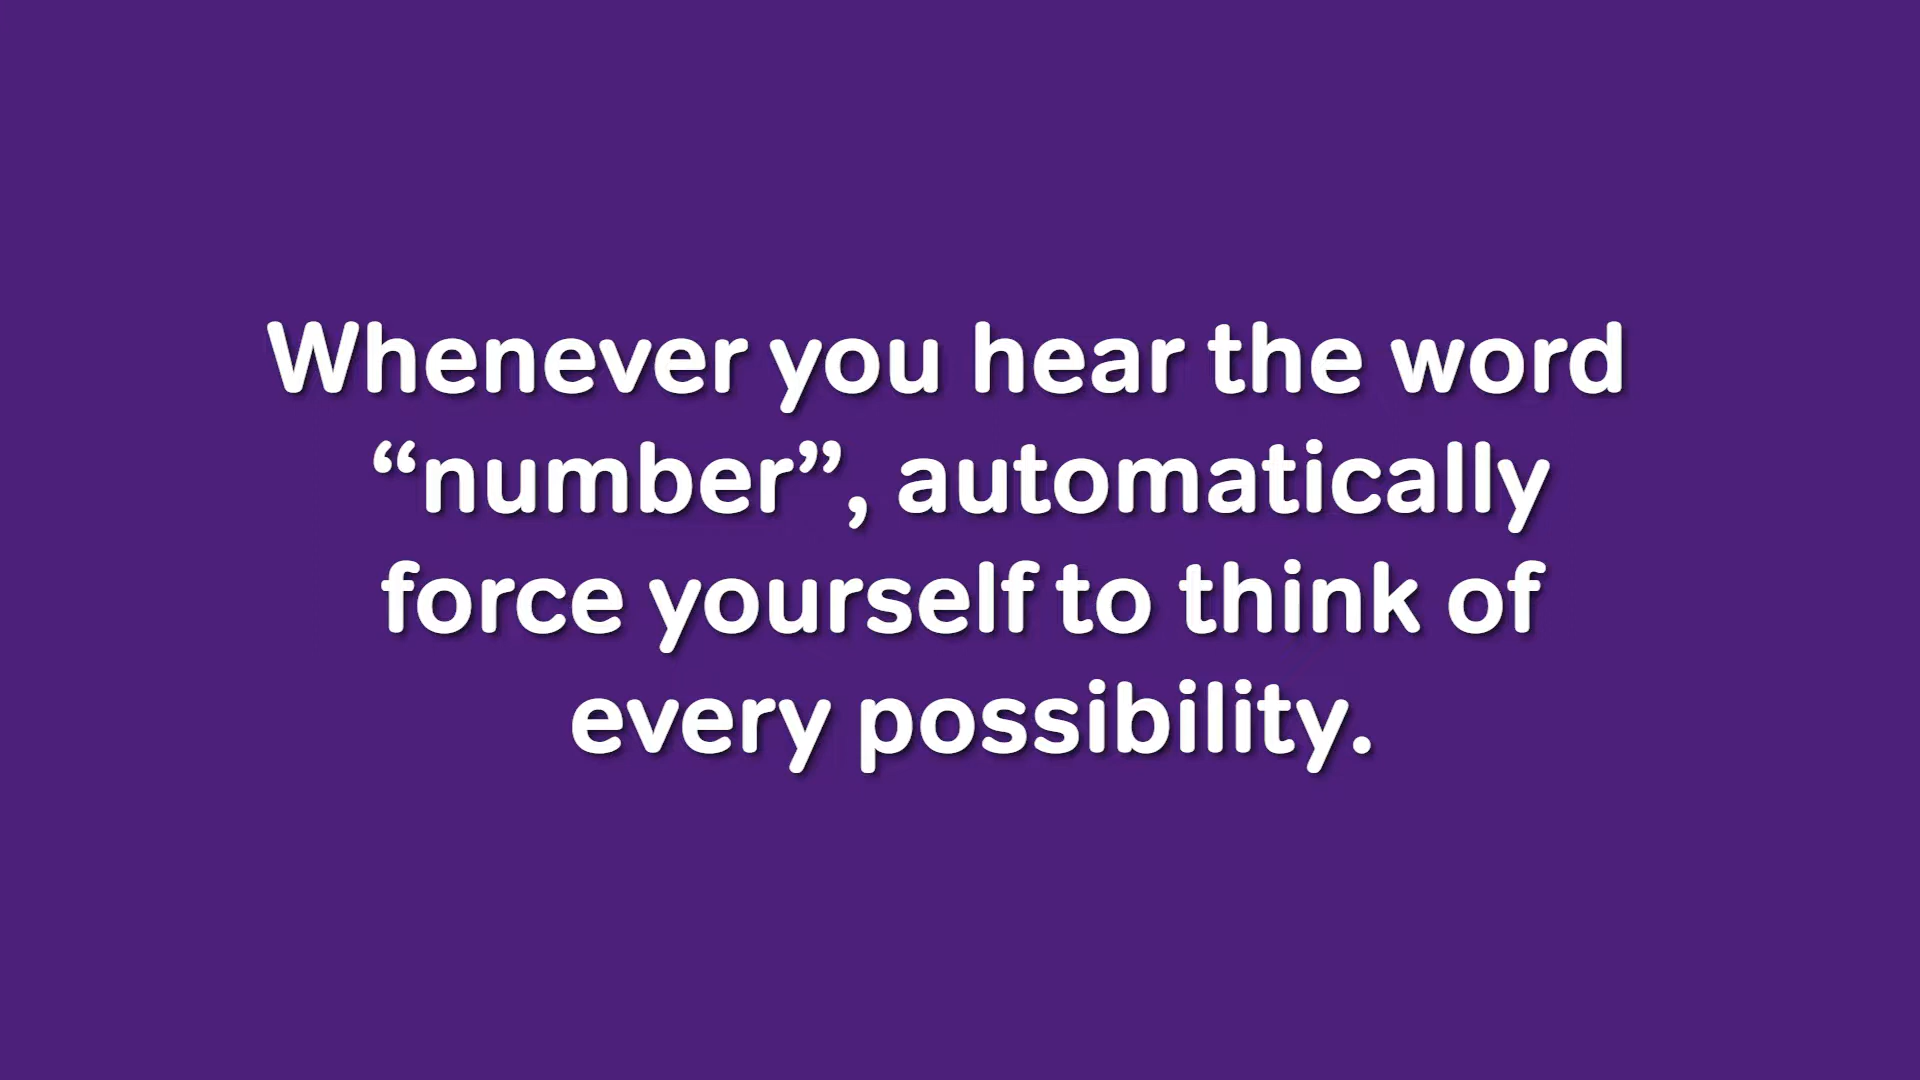 Whenever you hear the word
“number”, automatically
force yourself to think of
every possibility.